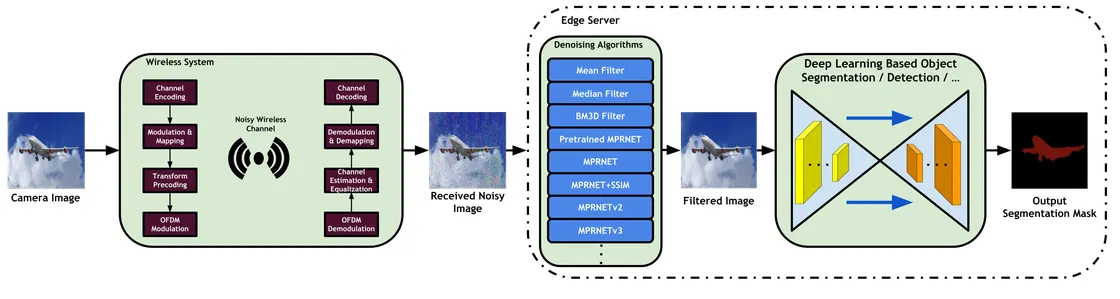 Edge Server
Wireless System
Channel
Encoding
Modulation &
Mapping
Transform
Precoding
OFDM
Modulation
Noisy Wireless
Channel
Channel
Decoding
Demodulation
& Demapping
Channel
Estimation &
Equalization
OFDM
Demodulation
Camera Image
Received Noisy
Image
Denoising Algorithms
Mean Filter
Median Filter
BM3D Filter
Pretrained MPRNET
MPRNET
MPRNET+SSIM
MPRNETv2
MPRNETv3
Filtered Image
Deep Learning Based Object
Segmentation / Detection / ...
Output
Segmentation Mask